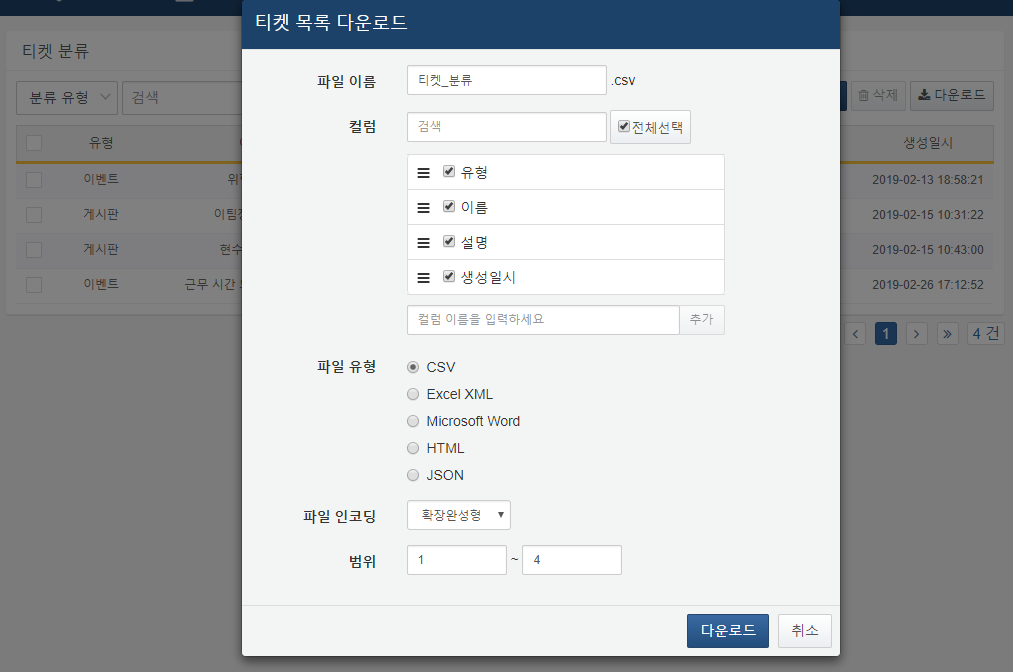 티켓 목록 다운로드
티켓 분류
파일 이름
티켓_분류
.csv
분류 유형
검색
삭제
다운로드
컬럼
검색
전체선택
유형
생성일시
유형
이름
설명
생성일시
이벤트
2019-02-13 18:58:21
게시판
이팀
2019-02-15 10:31:22
게시판
현수
2019-02-15 10:43:00
이벤트
근무 시간
2019-02-26 17:12:52
컬럼 이름을 입력하세요
추가
1
4 건
파일 유형
CSV
Excel XML
Microsoft Word
HTML
JSON
파일 인코딩
확장완성형
범위
1 ~ 4
다운로드
취소